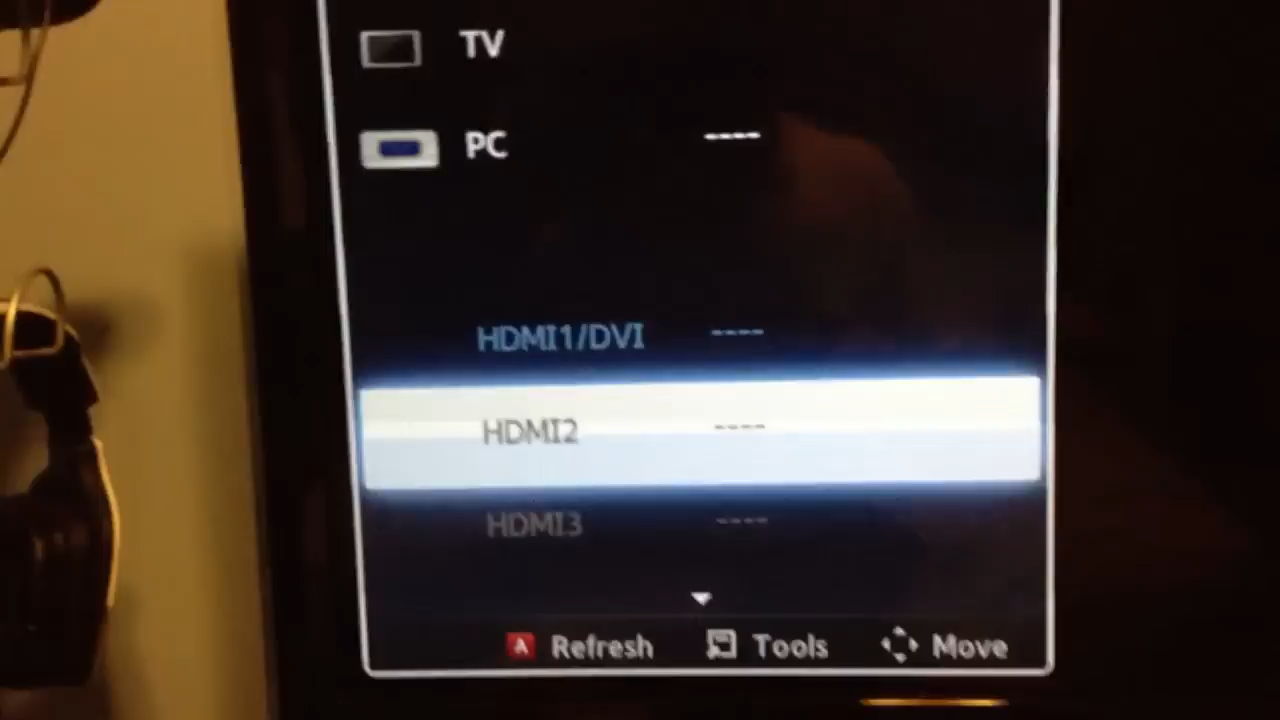 TV
PC ----
HDMI1/DVI ----
HDMI2 ----
HDMI3 ----
A Refresh Tools Move